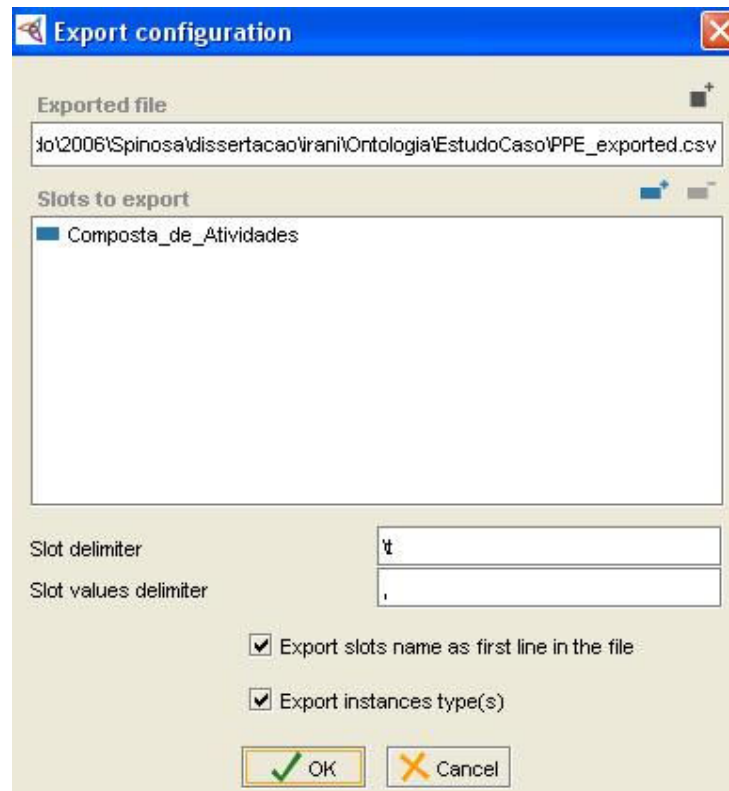 Export configuration
Exported file
do\2006\Spinosa\dissertacao\irani\Ontologia\EstudoCaso\PPE_exported.csv
Slots to export
Composta_de_Atividades
Slot delimiter
\t
Slot values delimiter
,
Export slots name as first line in the file
Export instances type(s)
OK
Cancel